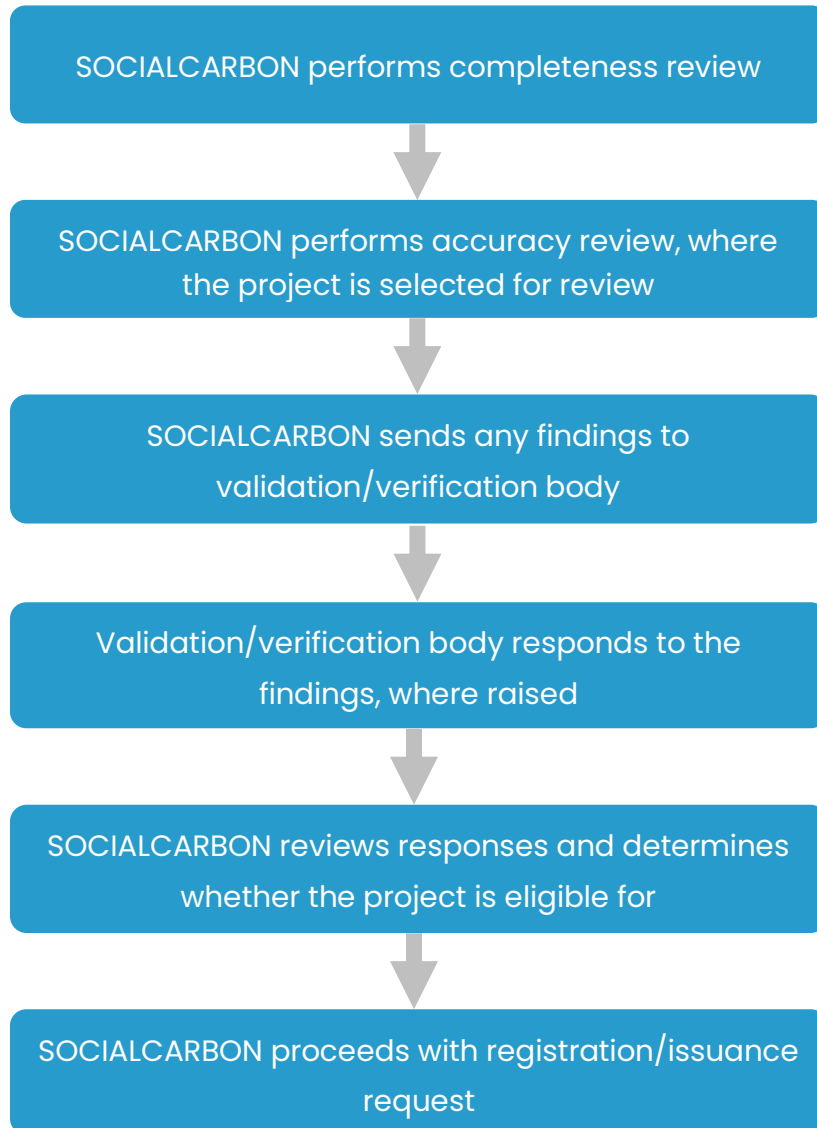 SOCIALCARBON performs completeness review
SOCIALCARBON performs accuracy review, where
the project is selected for review
SOCIALCARBON sends any findings to
validation/verification body
Validation/verification body responds to the
findings, where raised
SOCIALCARBON reviews responses and determines
whether the project is eligible for
SOCIALCARBON proceeds with registration/issuance
request